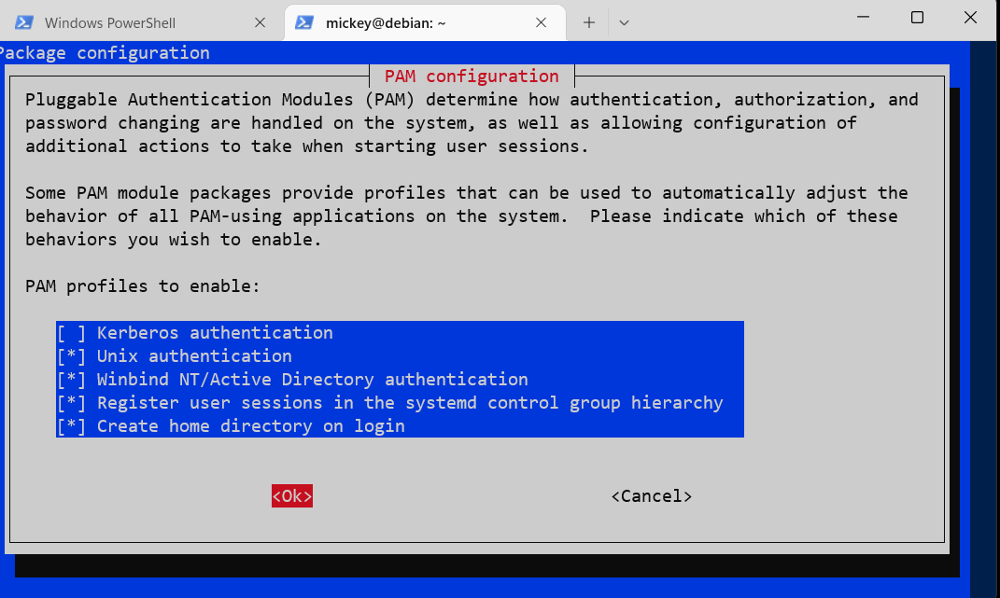 Windows PowerShell
mickey@debian: ~
Package configuration
PAM configuration
Pluggable Authentication Modules (PAM) determine how authentication, authorization, and
password changing are handled on the system, as well as allowing configuration of
additional actions to take when starting user sessions.
Some PAM module packages provide profiles that can be used to automatically adjust the
behavior of all PAM-using applications on the system.  Please indicate which of these
behaviors you wish to enable.
PAM profiles to enable:
[ ] Kerberos authentication
[*] Unix authentication
[*] Winbind NT/Active Directory authentication
[*] Register user sessions in the systemd control group hierarchy
[*] Create home directory on login
<Ok> <Cancel>